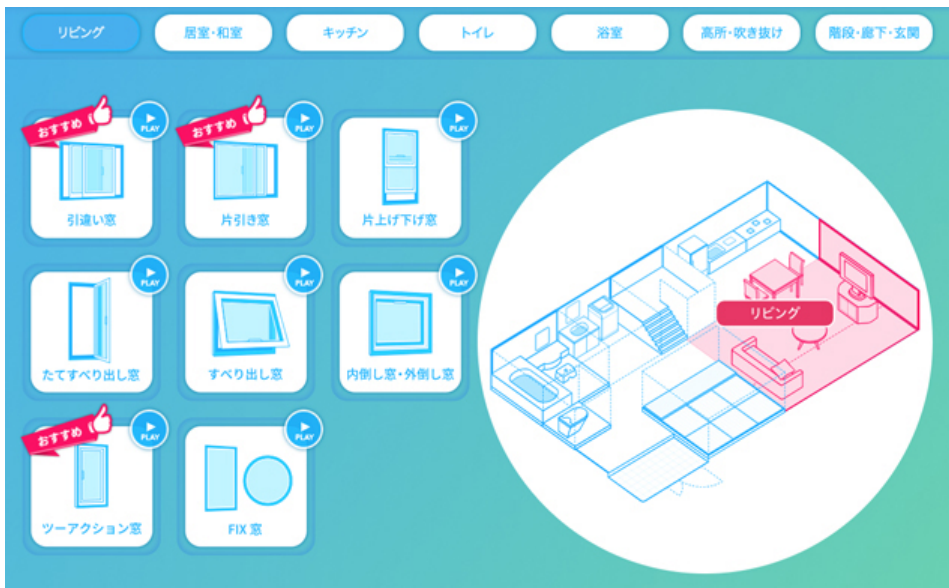 リビング
居室・和室
キッチン
トイレ
浴室
高所・吹き抜け
階段・廊下・玄関
おすすめ
PLAY
引違い窓
おすすめ
PLAY
片引き窓
PLAY
片上げ下げ窓
PLAY
たてすべり出し窓
PLAY
すべり出し窓
PLAY
内倒し窓・外倒し窓
おすすめ
PLAY
ツーアクション窓
PLAY
FIX 窓
リビング